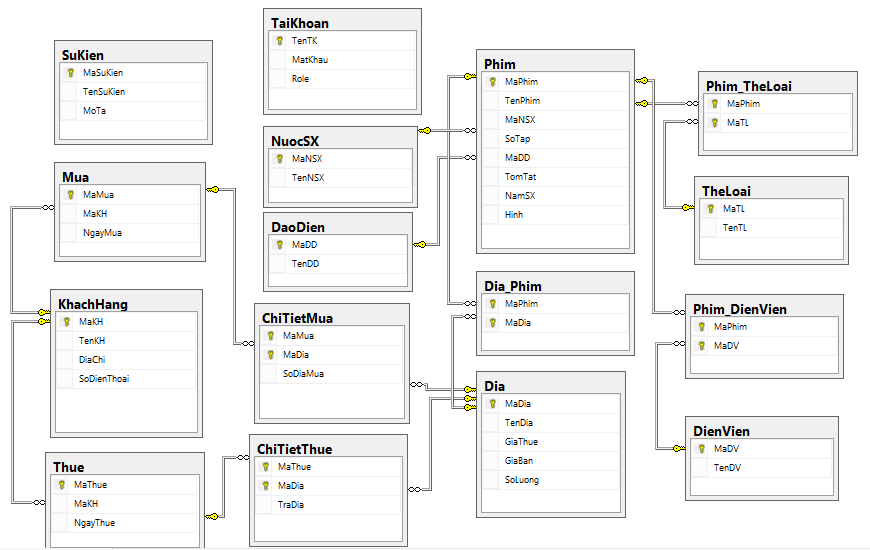 SuKien
MaSuKien
TenSuKien
MoTa
TaiKhoan
TenTK
MatKhau
Role
Phim
MaPhim
TenPhim
MaNSX
SoTap
MaDD
TomTat
NamSX
Hinh
Phim_TheLoai
MaPhim
MaTL
NuocSX
MaNSX
TenNSX
Mua
MaMua
MaKH
NgayMua
TheLoai
MaTL
TenTL
DaoDien
MaDD
TenDD
KhachHang
MaKH
TenKH
DiaChi
SoDienThoai
ChiTietMua
MaMua
MaDia
SoDiaMua
Dia_Phim
MaPhim
MaDia
Phim_DienVien
MaPhim
MaDV
Dia
MaDia
TenDia
GiaThue
GiaBan
SoLuong
DienVien
MaDV
TenDV
Thue
MaThue
MaKH
NgayThue
ChiTietThue
MaThue
MaDia
TraDia